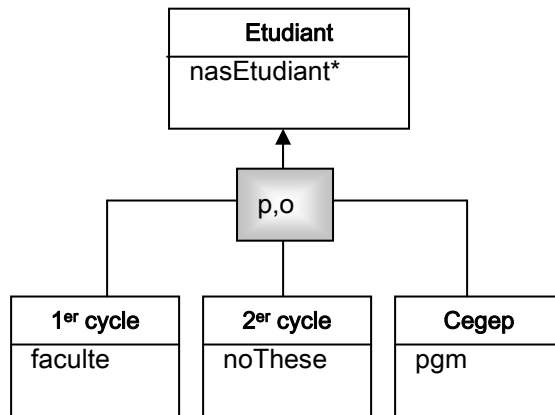 Etudiant
nasEtudiant*
p,o
1er cycle
faculte
2er cycle
noThese
Cegep
pgm